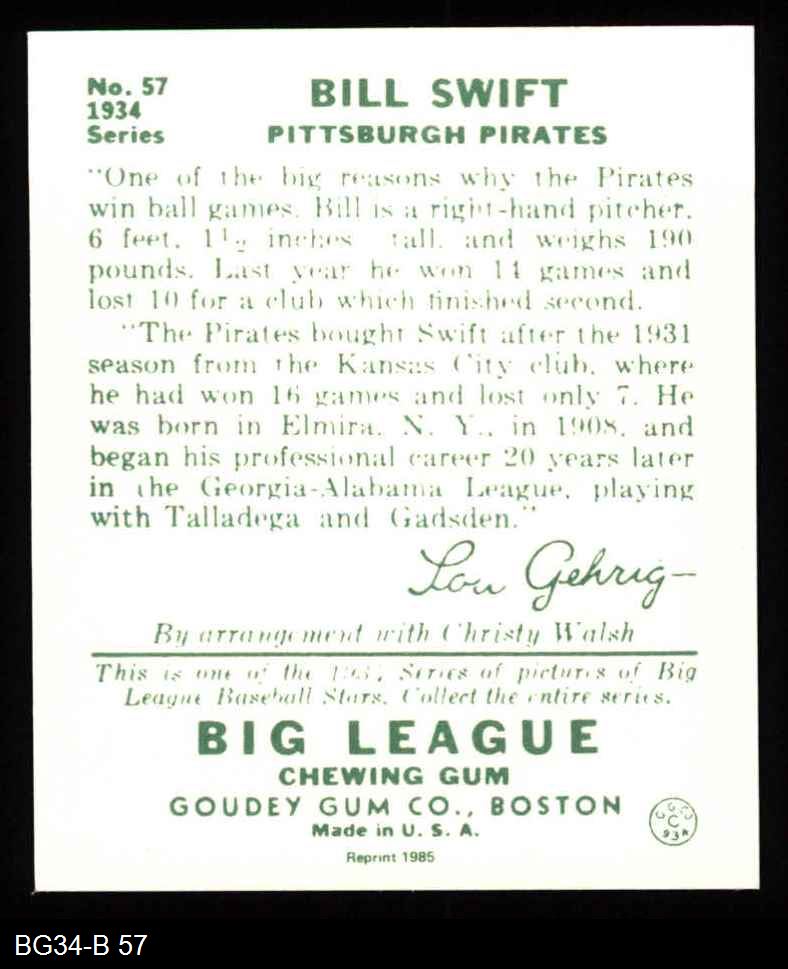 No. 57
1934
Series
BILL SWIFT
PITTSBURGH PIRATES
"One of the big reasons why the Pirates
win ball games. Bill is a right-hand pitcher,
6 feet, 1½ inches tall, and weighs 190
pounds. Last year he won 14 games and
lost 10 for a club which finished second.
"The Pirates bought Swift after the 1931
season from the Kansas City club, where
he had won 16 games and lost only 7. He
was born in Elmira, N. Y., in 1908, and
began his professional career 20 years later
in the Georgia-Alabama League, playing
with Talladega and Gadsden."
Lou Gehrig
By arrangement with Christy Walsh
This is one of the 1934 Series of pictures of Big
League Baseball Stars. Collect the entire series.
BIG LEAGUE
CHEWING GUM
GOUDEY GUM CO., BOSTON
Made in U. S. A.
Reprint 1985
BG34-B 57